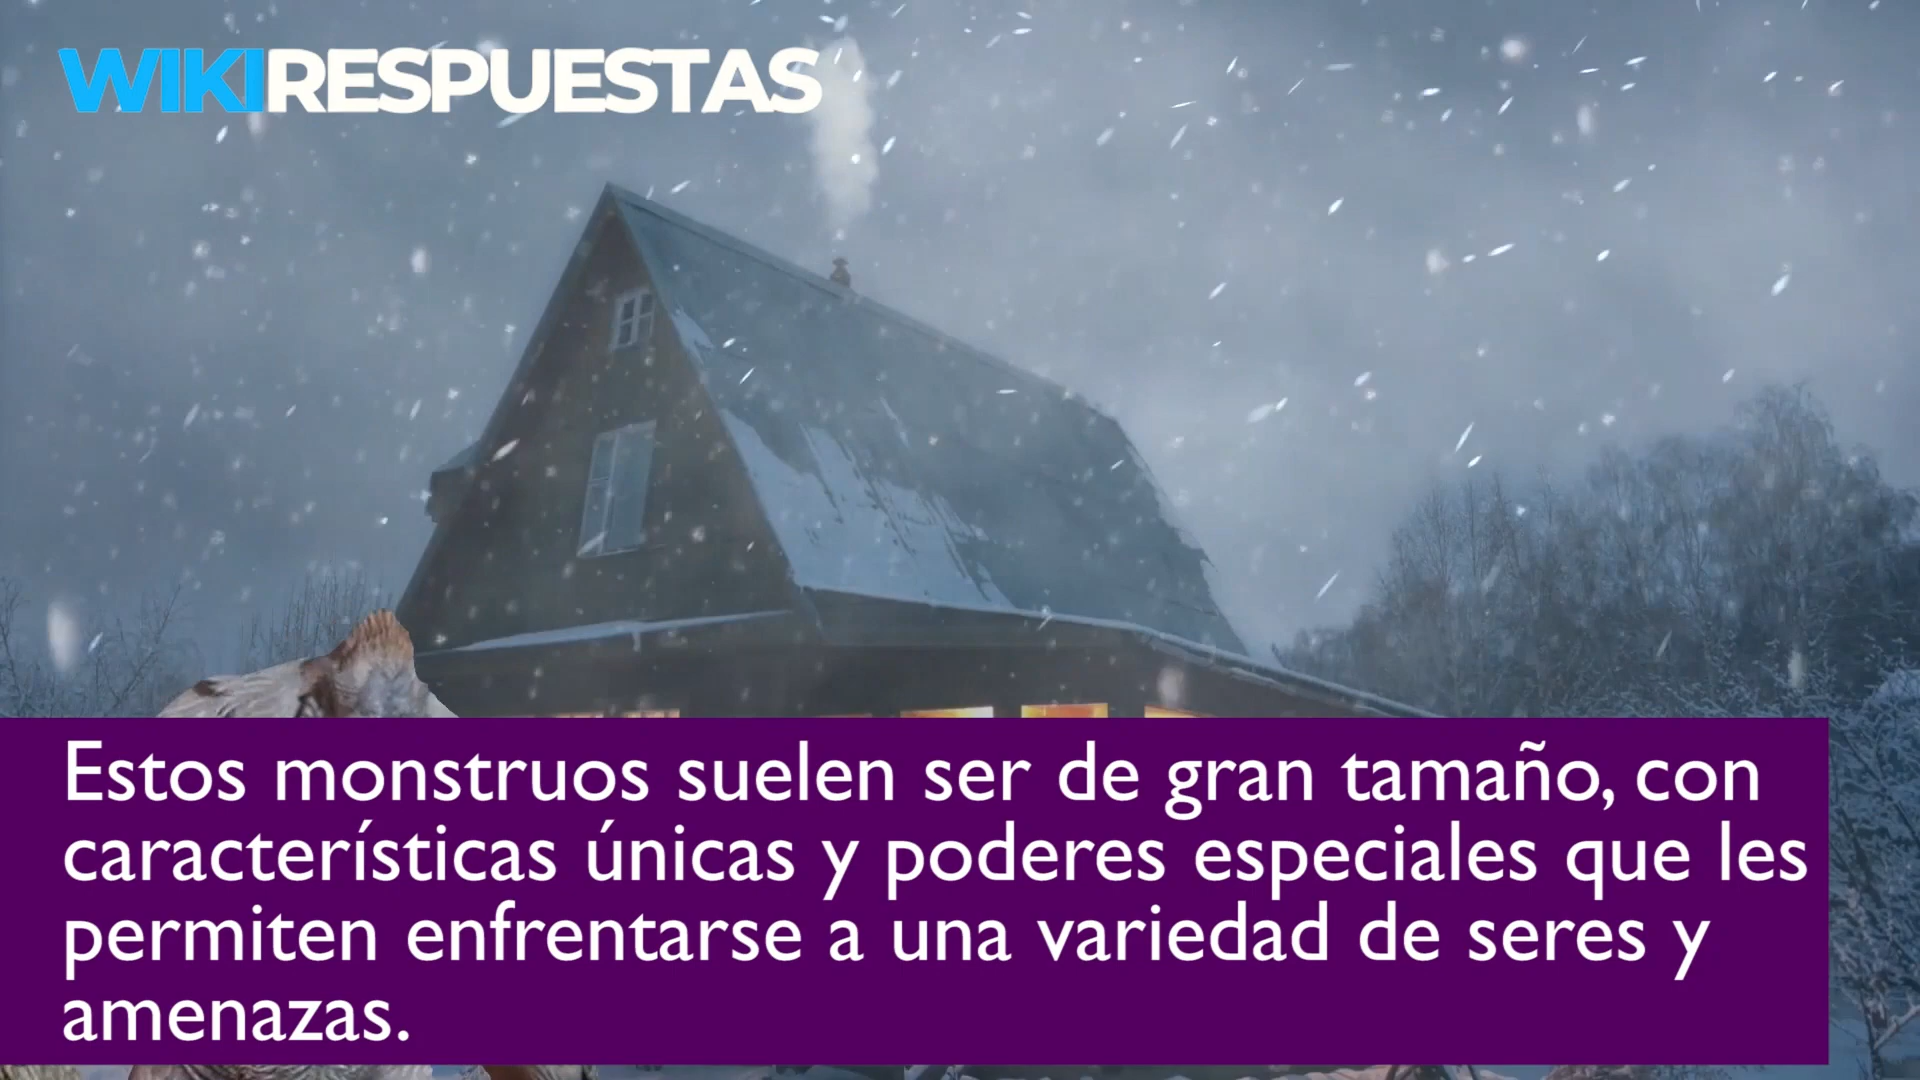 WIKIRESPUESTAS
Estos monstruos suelen ser de gran tamaño, con
características únicas y poderes especiales que les
permiten enfrentarse a una variedad de seres y
amenazas.